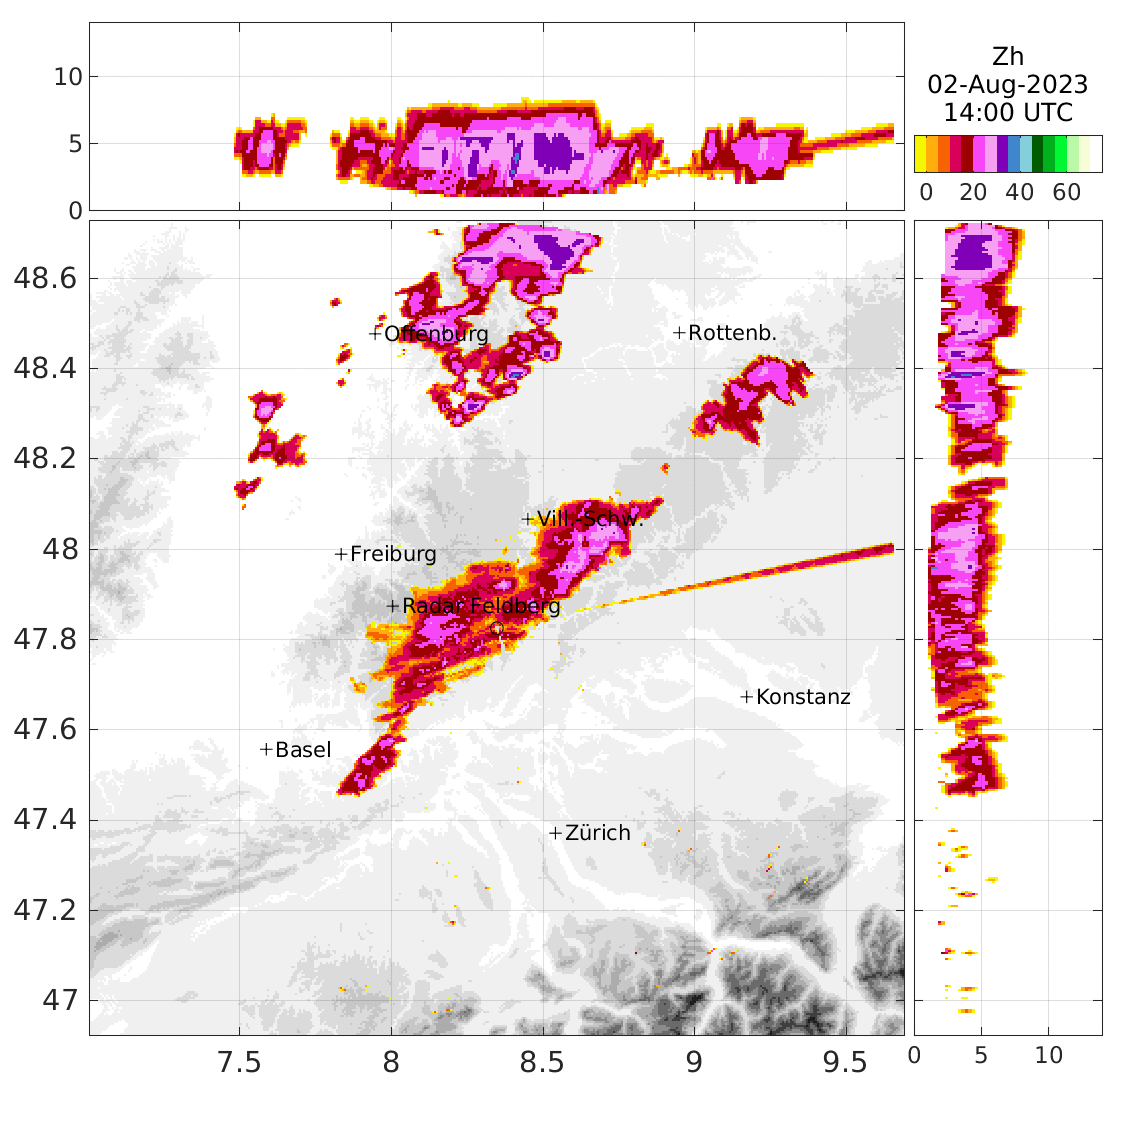 Zh
02-Aug-2023
14:00 UTC
0 20 40 60
10
5
0
48.6
48.4
48.2
48
47.8
47.6
47.4
47.2
47
Offenburg
Rottenb.
Vill.-Schw.
Freiburg
Radar Feldberg
Konstanz
Basel
Zürich
7.5 8 8.5 9 9.5
0 5 10